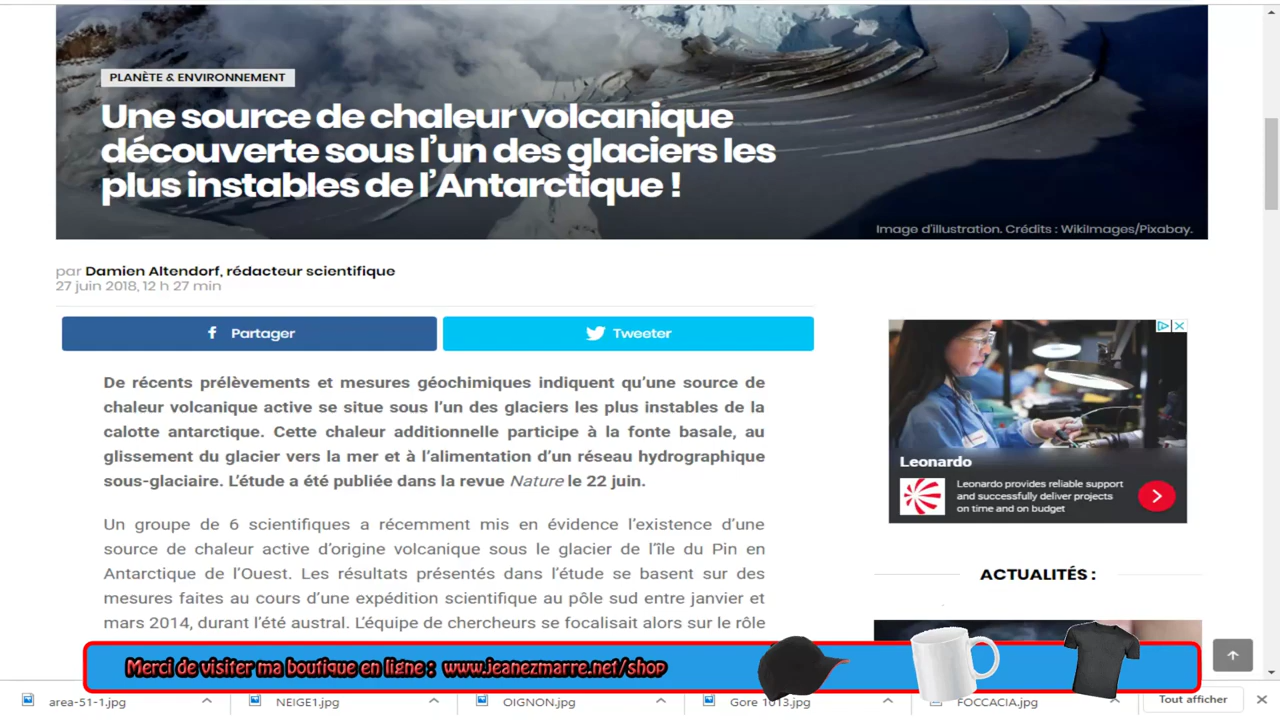 PLANÈTE & ENVIRONNEMENT
Une source de chaleur volcanique
découverte sous l'un des glaciers les
plus instables de l'Antarctique !
Image d'illustration. Crédits : WikiImages/Pixabay.
par Damien Altendorf, rédacteur scientifique
27 juin 2018, 12 h 27 min
Partager
Tweeter
De récents prélèvements et mesures géochimiques indiquent qu'une source de
chaleur volcanique active se situe sous l'un des glaciers les plus instables de la
calotte antarctique. Cette chaleur additionnelle participe à la fonte basale, au
glissement du glacier vers la mer et à l'alimentation d'un réseau hydrographique
sous-glaciaire. L'étude a été publiée dans la revue Nature le 22 juin.
Un groupe de 6 scientifiques a récemment mis en évidence l'existence d'une
source de chaleur active d'origine volcanique sous le glacier de l'île du Pin en
Antarctique de l'Ouest. Les résultats présentés dans l'étude se basent sur des
mesures faites au cours d'une expédition scientifique au pôle sud entre janvier et
mars 2014, durant l'été austral. L'équipe de chercheurs se focalisait alors sur le rôle
Leonardo
Leonardo provides reliable support
and successfully deliver projects
on time and on budget
ACTUALITÉS :
Merci de visiter ma boutique en ligne : www.jeanezmarre.net/shop
area-51-1.jpg
NEIGE1.jpg
OIGNON.jpg
Gore 1013.jpg
FOCCACIA.jpg
Tout afficher